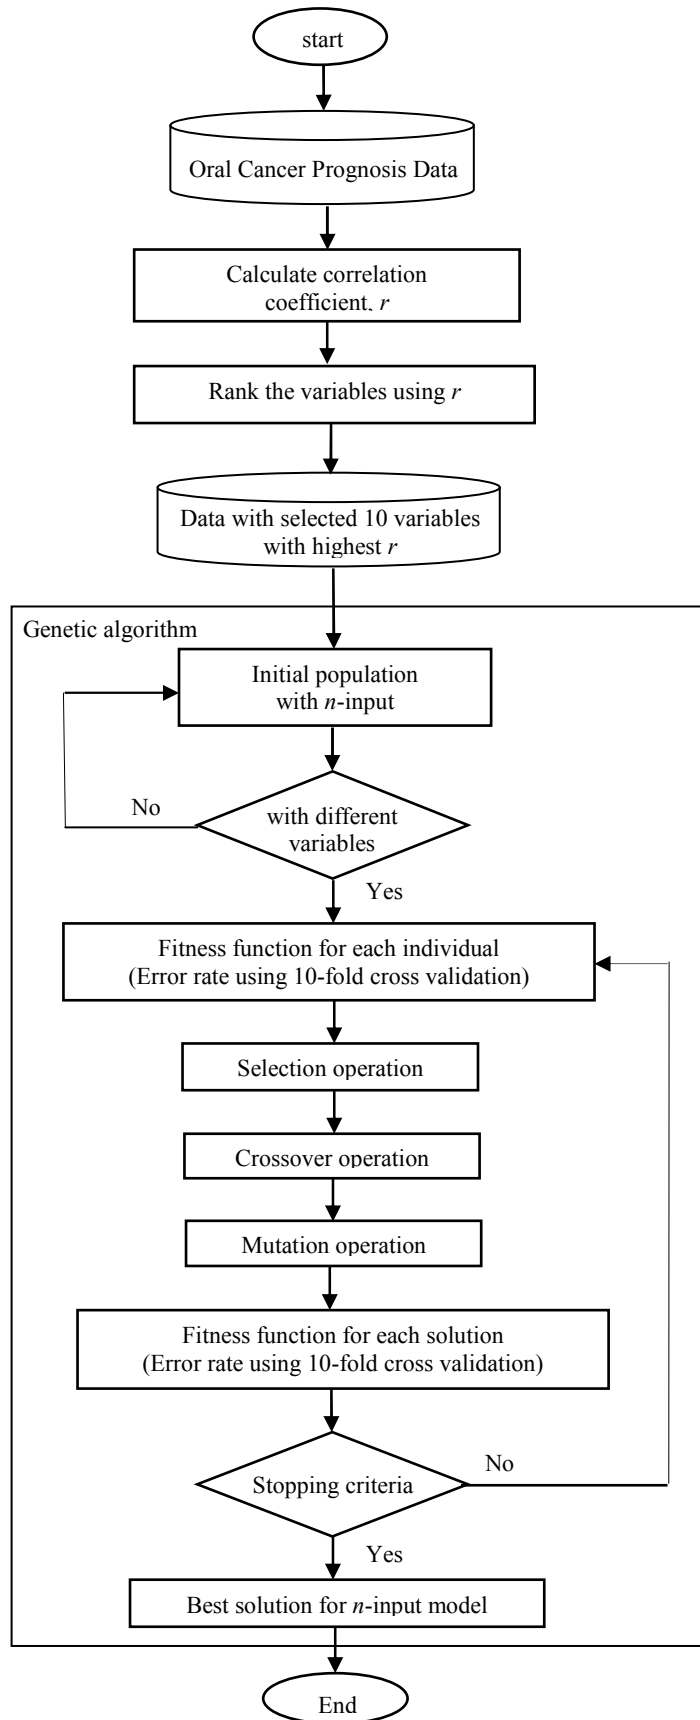 start
Oral Cancer Prognosis Data
Calculate correlation
coefficient, r
Rank the variables using r
Data with selected 10 variables
with highest r
Genetic algorithm
Initial population
with n-input
No
with different
variables
Yes
Fitness function for each individual
(Error rate using 10-fold cross validation)
Selection operation
Crossover operation
Mutation operation
Fitness function for each solution
(Error rate using 10-fold cross validation)
No
Stopping criteria
Yes
Best solution for n-input model
End